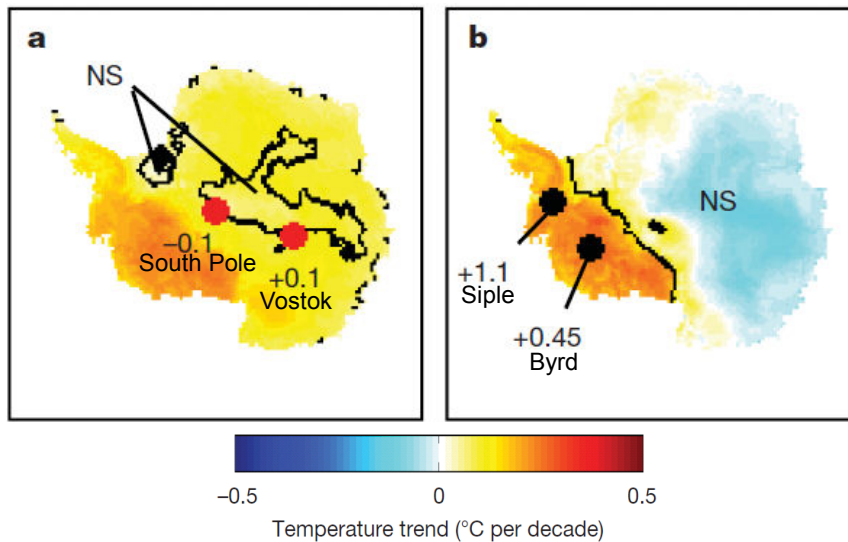 a
NS
−0.1
South Pole
+0.1
Vostok
b
NS
+1.1
Siple
+0.45
Byrd
−0.5
0
0.5
Temperature trend (°C per decade)